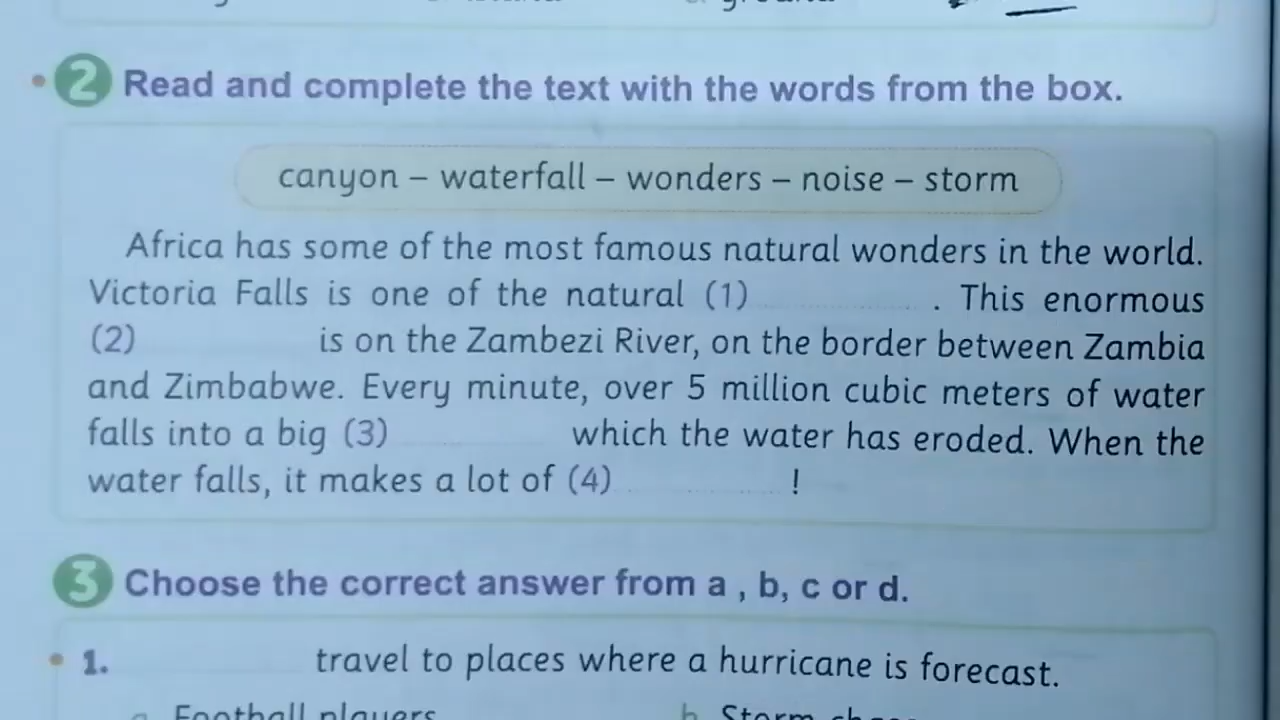 2 Read and complete the text with the words from the box.
canyon – waterfall – wonders – noise – storm
Africa has some of the most famous natural wonders in the world.
Victoria Falls is one of the natural (1) ............ . This enormous
(2) is on the Zambezi River, on the border between Zambia
and Zimbabwe. Every minute, over 5 million cubic meters of water
falls into a big (3) ............ which the water has eroded. When the
water falls, it makes a lot of (4) ............ !
3 Choose the correct answer from a , b, c or d.
1. travel to places where a hurricane is forecast.
a. Football players b. Storm